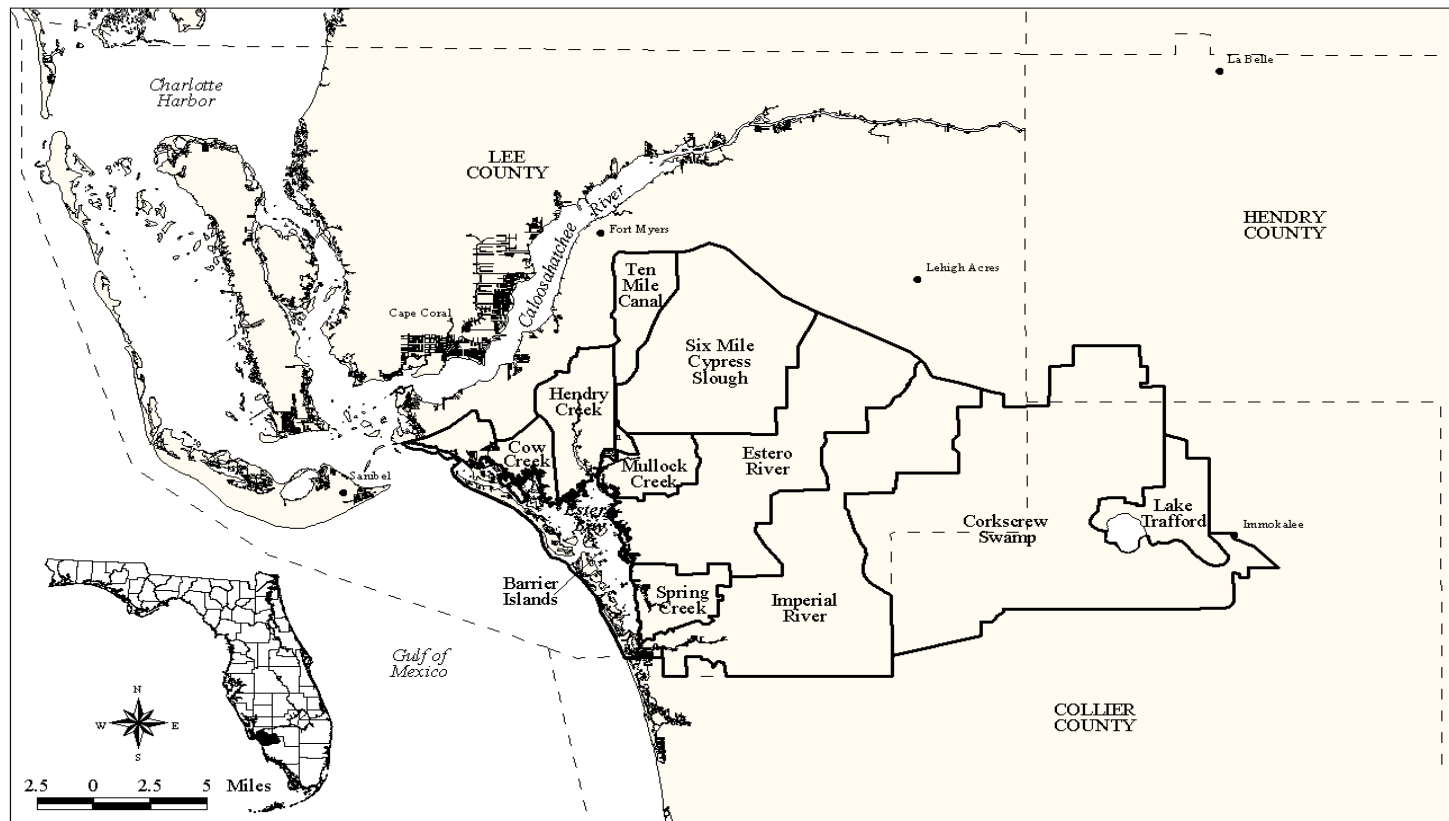 La Belle
Charlotte
Harbor
LEE
COUNTY
River
Caloosahatchee
Fort Myers
HENDRY
COUNTY
Ten
Mile
Canal
Lehigh Acres
Cape Coral
Six Mile
Cypress
Slough
Hendry
Creek
Cow
Creek
Mullock
Creek
Estero
River
Sanibel
Estero
Bay
Corkscrew
Swamp
Lake
Trafford
Immokalee
Barrier
Islands
Spring
Creek
Imperial
River
Gulf of
Mexico
COLLIER
COUNTY
N
W E
S
2.5 0 2.5 5 Miles